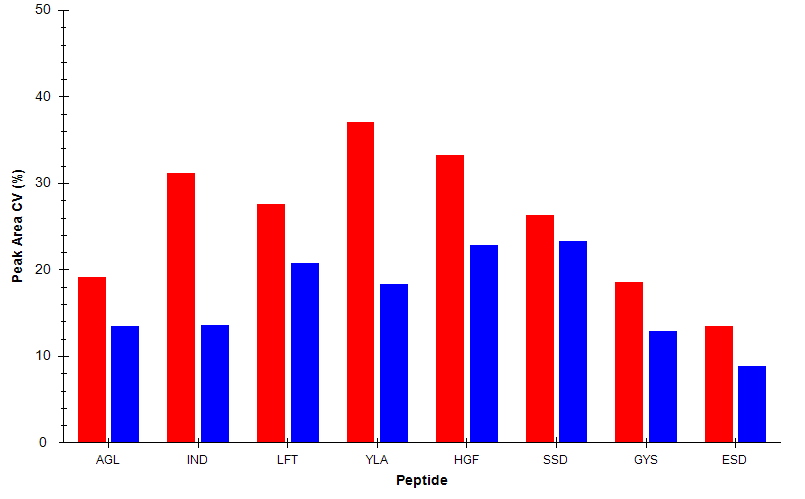 50
40
30
20
10
0
Peak Area CV (%)
AGL IND LFT YLA HGF SSD GYS ESD
Peptide